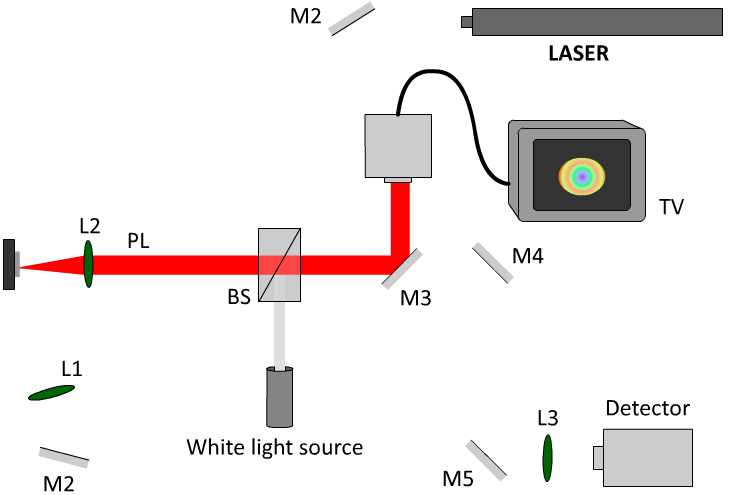 M2
LASER
TV
L2
PL
M4
BS
M3
L1
White light source
M2
L3
Detector
M5